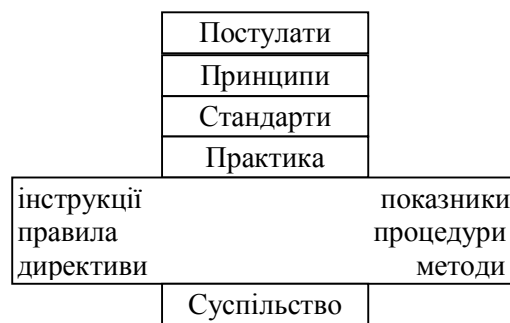 Постулати
Принципи
Стандарти
Практика
інструкції показники
правила процедури
директиви методи
Суспільство